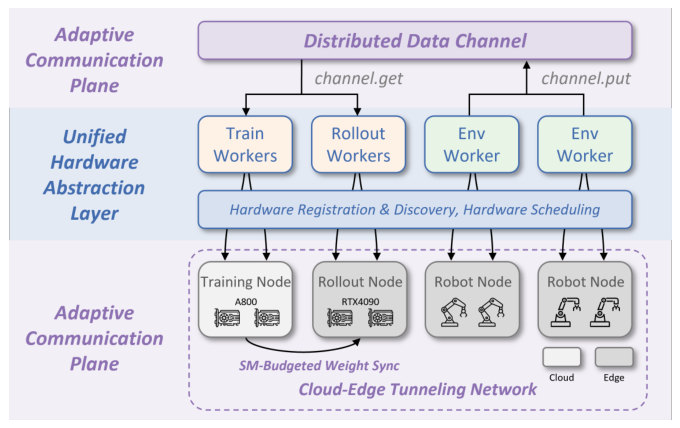 Adaptive
Communication
Plane
Distributed Data Channel
channel.get
channel.put
Unified
Hardware
Abstraction
Layer
Train
Workers
Rollout
Workers
Env
Worker
Env
Worker
Hardware Registration & Discovery, Hardware Scheduling
Adaptive
Communication
Plane
Training Node
A800
Rollout Node
RTX4090
Robot Node
Robot Node
SM-Budgeted Weight Sync
Cloud
Edge
Cloud-Edge Tunneling Network